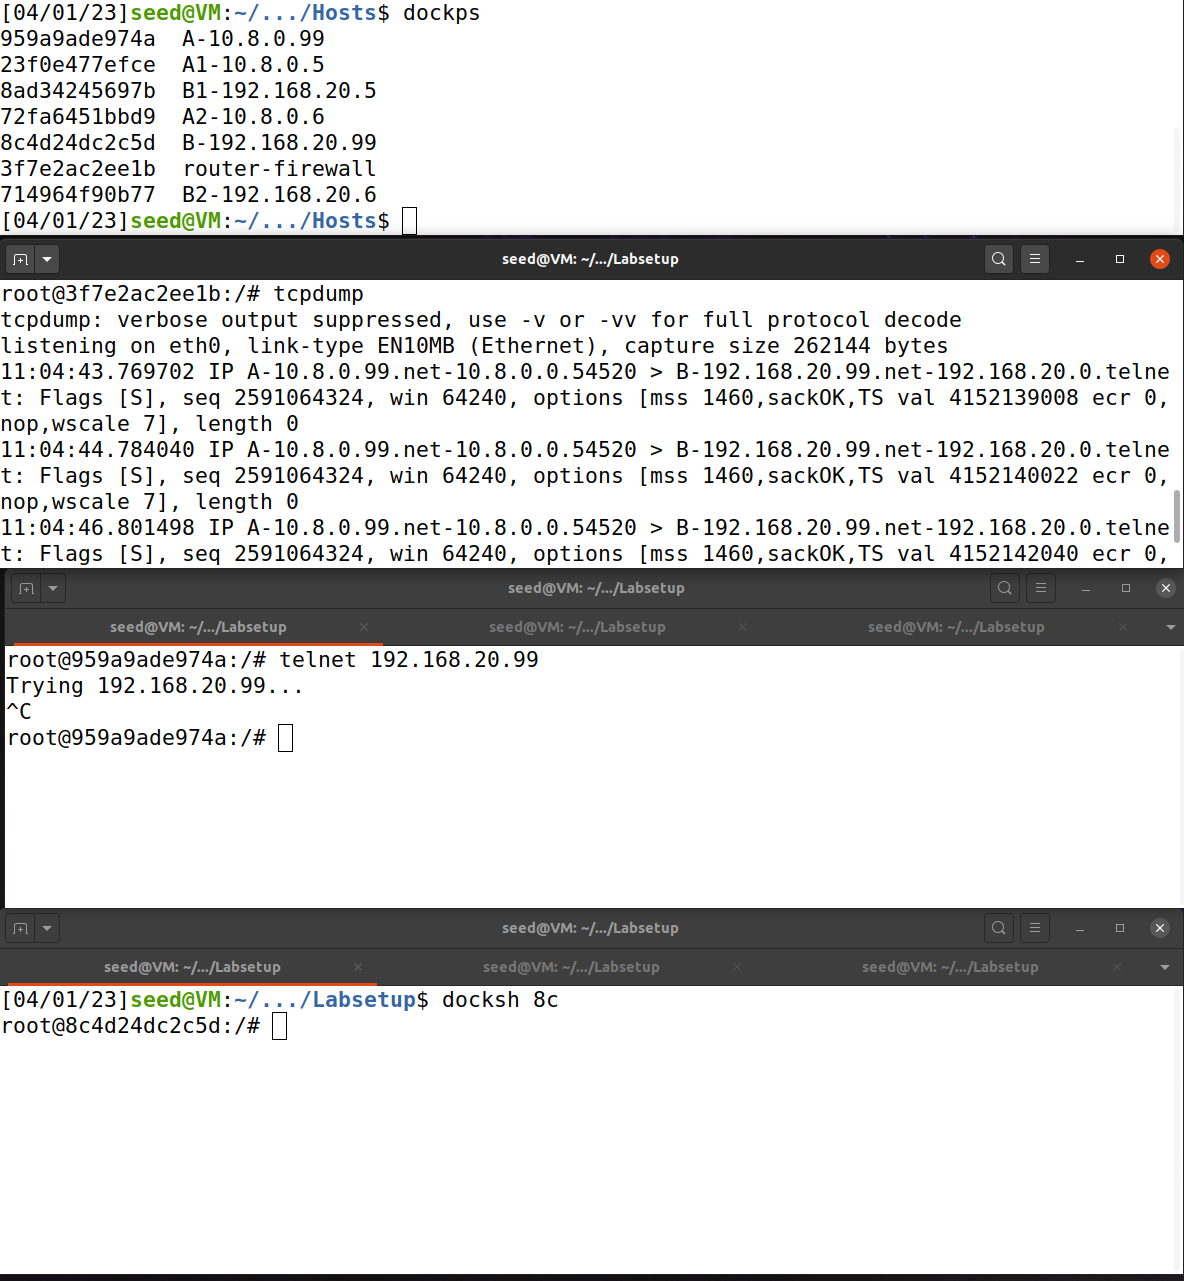 [04/01/23]seed@VM:~/.../Hosts$ dockps
959a9ade974a  A-10.8.0.99
23f0e477efce  A1-10.8.0.5
8ad34245697b  B1-192.168.20.5
72fa6451bbd9  A2-10.8.0.6
8c4d24dc2c5d  B-192.168.20.99
3f7e2ac2ee1b  router-firewall
714964f90b77  B2-192.168.20.6
[04/01/23]seed@VM:~/.../Hosts$
seed@VM: ~/.../Labsetup
root@3f7e2ac2ee1b:/# tcpdump
tcpdump: verbose output suppressed, use -v or -vv for full protocol decode
listening on eth0, link-type EN10MB (Ethernet), capture size 262144 bytes
11:04:43.769702 IP A-10.8.0.99.net-10.8.0.0.54520 > B-192.168.20.99.net-192.168.20.0.telne
t: Flags [S], seq 2591064324, win 64240, options [mss 1460,sackOK,TS val 4152139008 ecr 0,
nop,wscale 7], length 0
11:04:44.784040 IP A-10.8.0.99.net-10.8.0.0.54520 > B-192.168.20.99.net-192.168.20.0.telne
t: Flags [S], seq 2591064324, win 64240, options [mss 1460,sackOK,TS val 4152140022 ecr 0,
nop,wscale 7], length 0
11:04:46.801498 IP A-10.8.0.99.net-10.8.0.0.54520 > B-192.168.20.99.net-192.168.20.0.telne
t: Flags [S], seq 2591064324, win 64240, options [mss 1460,sackOK,TS val 4152142040 ecr 0,
seed@VM: ~/.../Labsetup
seed@VM: ~/.../Labsetup seed@VM: ~/.../Labsetup seed@VM: ~/.../Labsetup
root@959a9ade974a:/# telnet 192.168.20.99
Trying 192.168.20.99...
^C
root@959a9ade974a:/#
seed@VM: ~/.../Labsetup
seed@VM: ~/.../Labsetup seed@VM: ~/.../Labsetup seed@VM: ~/.../Labsetup
[04/01/23]seed@VM:~/.../Labsetup$ docksh 8c
root@8c4d24dc2c5d:/#